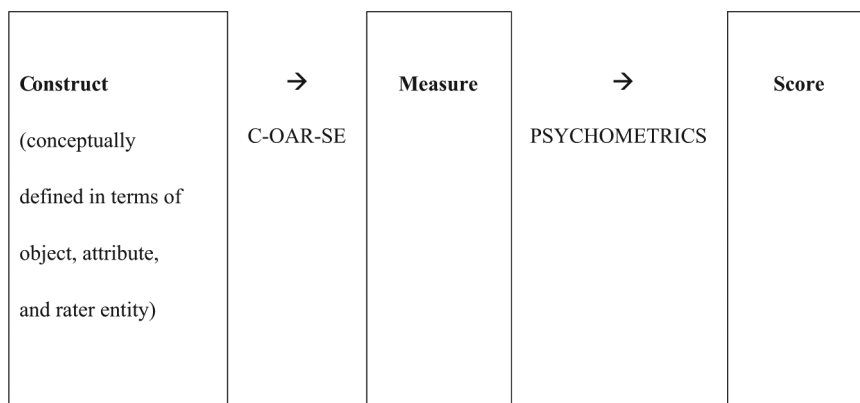 Construct → Measure → Score
(conceptually C-OAR-SE PSYCHOMETRICS
defined in terms of
object, attribute,
and rater entity)